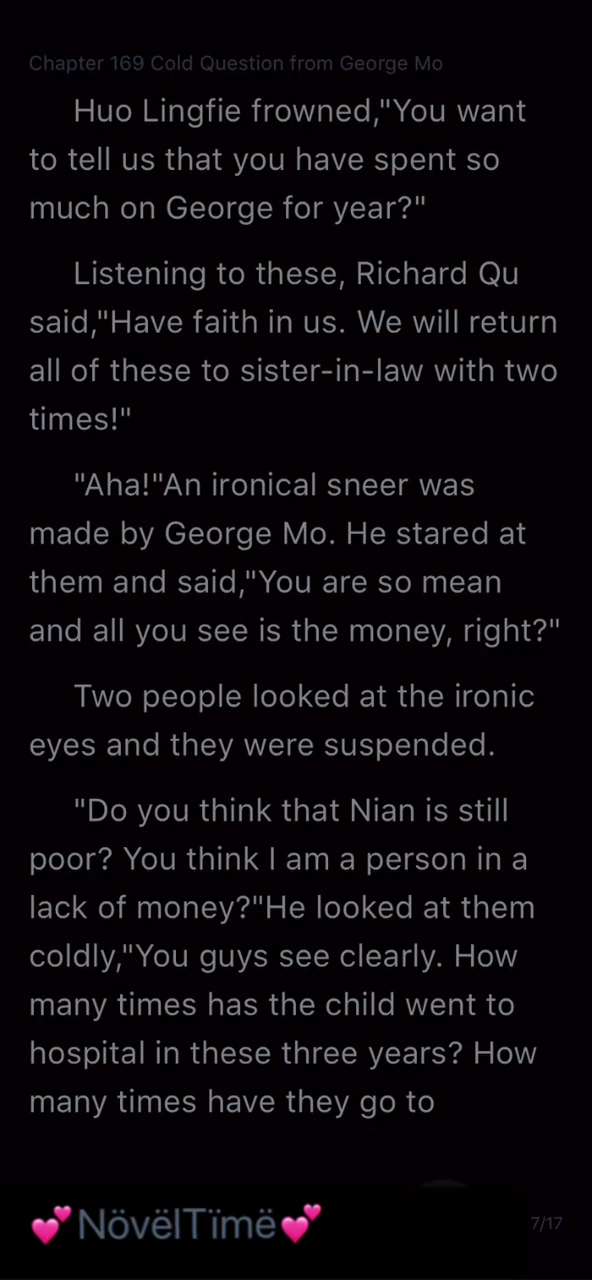 Chapter 169 Cold Question from George Mo
Huo Lingfie frowned,"You want
to tell us that you have spent so
much on George for year?"
Listening to these, Richard Qu
said,"Have faith in us. We will return
all of these to sister-in-law with two
times!"
"Aha!"An ironical sneer was
made by George Mo. He stared at
them and said,"You are so mean
and all you see is the money, right?"
Two people looked at the ironic
eyes and they were suspended.
"Do you think that Nian is still
poor? You think I am a person in a
lack of money?"He looked at them
coldly,"You guys see clearly. How
many times has the child went to
hospital in these three years? How
many times have they go to
💕NövëlTïmë💕
7/17